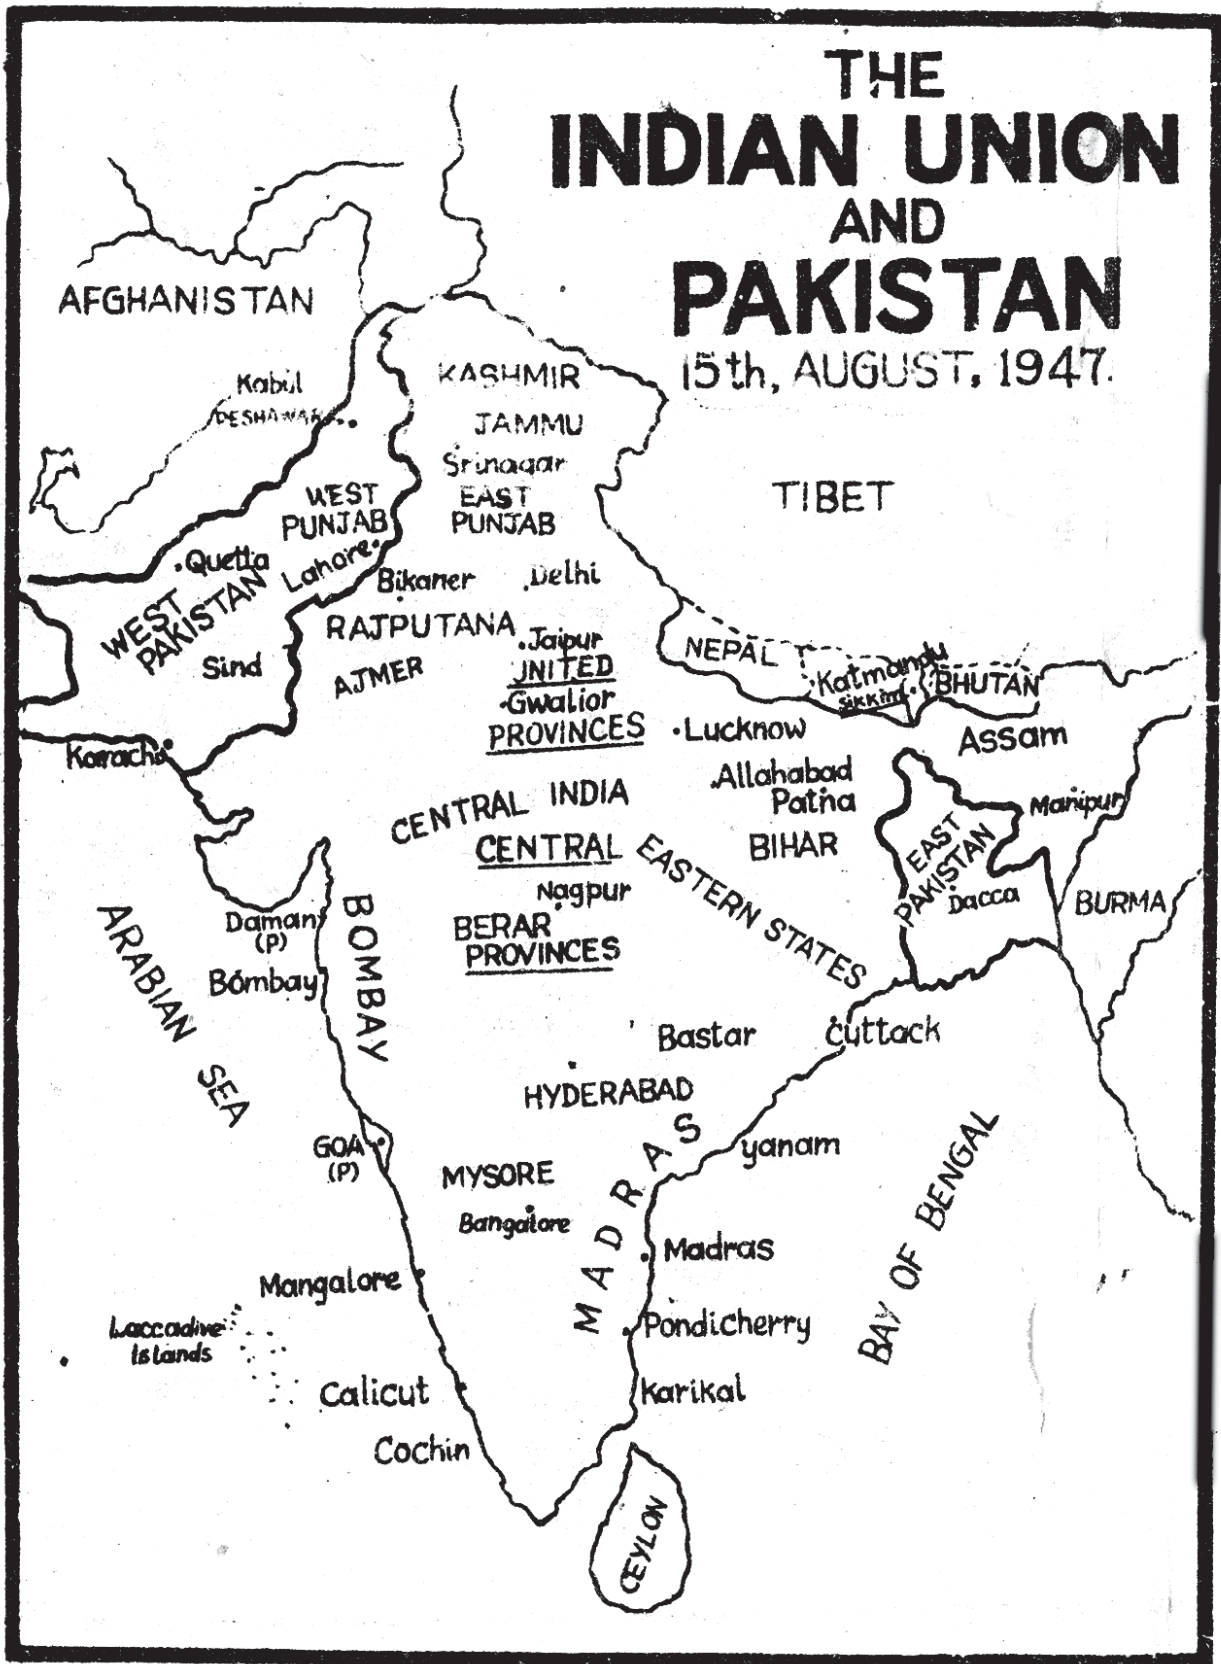 THE
INDIAN UNION
AND
PAKISTAN
15th, AUGUST, 1947.
AFGHANISTAN
Kabul
PESHAWAR
KASHMIR
JAMMU
Srinagar
WEST
PUNJAB
EAST
PUNJAB
TIBET
Quetta
Lahore
Bikaner
Delhi
WEST
PAKISTAN
RAJPUTANA
Jaipur
Sind
AJMER
UNITED
Gwalior
PROVINCES
NEPAL
Katmandu
Sikkim
BHUTAN
Lucknow
Assam
Karachi
Allahabad
Patna
Manipur
CENTRAL INDIA
BIHAR
CENTRAL
EASTERN STATES
EAST
PAKISTAN
Dacca
BURMA
Nagpur
BERAR
PROVINCES
Daman
(P)
BOMBAY
Bombay
ARABIAN SEA
Bastar
Cuttack
HYDERABAD
GOA
(P)
MYSORE
Bangalore
MADRAS
yanam
BAY OF BENGAL
Madras
Mangalore
Laccadive
Islands
Pondicherry
Calicut
Karikal
Cochin
CEYLON